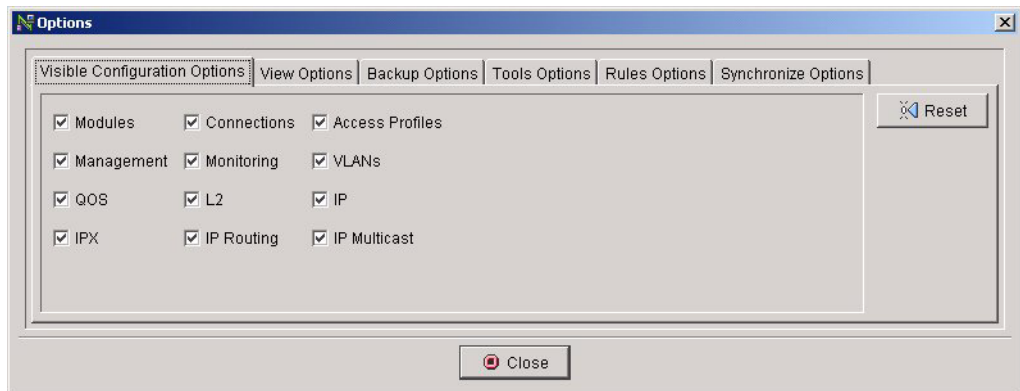 Options
Visible Configuration Options View Options Backup Options Tools Options Rules Options Synchronize Options
Modules Connections Access Profiles Reset
Management Monitoring VLANs
QOS L2 IP
IPX IP Routing IP Multicast
Close